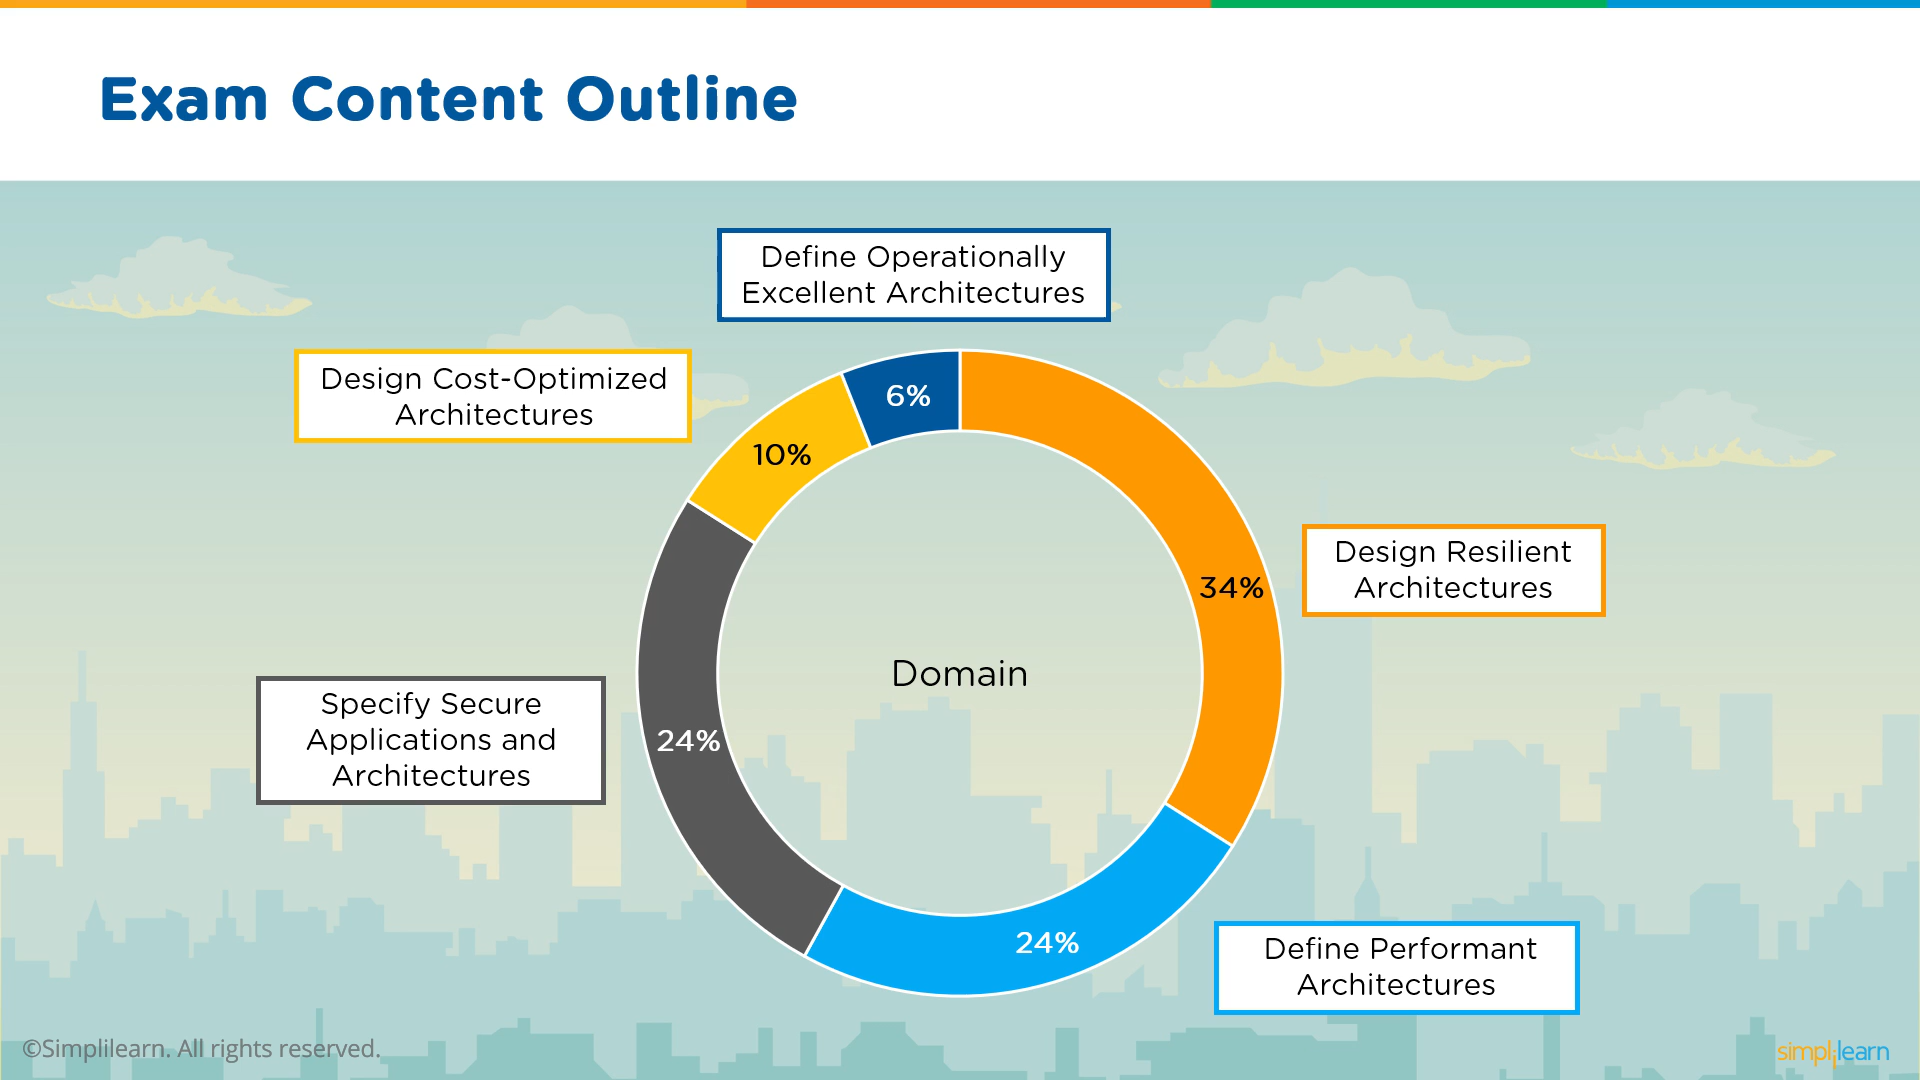 Exam Content Outline
Define Operationally
Excellent Architectures
Design Cost-Optimized
Architectures
6%
10%
Design Resilient
Architectures
34%
Domain
Specify Secure
Applications and
Architectures
24%
24%
Define Performant
Architectures
©Simplilearn. All rights reserved.
simplilearn